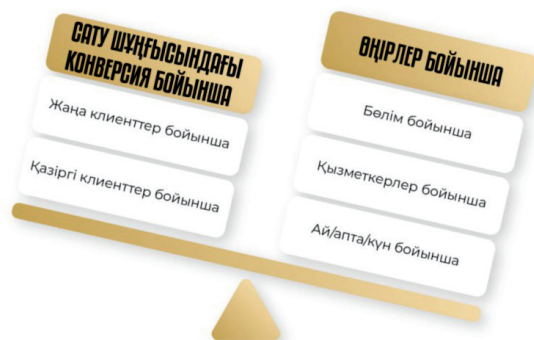 САТУ ШҰҢҒЫСЫНДАҒЫ
КОНВЕРСИЯ БОЙЫНША
Жаңа клиенттер бойынша
Қазіргі клиенттер бойынша
ӨҢІРЛЕР БОЙЫНША
Бөлім бойынша
Қызметкерлер бойынша
Ай/апта/күн бойынша